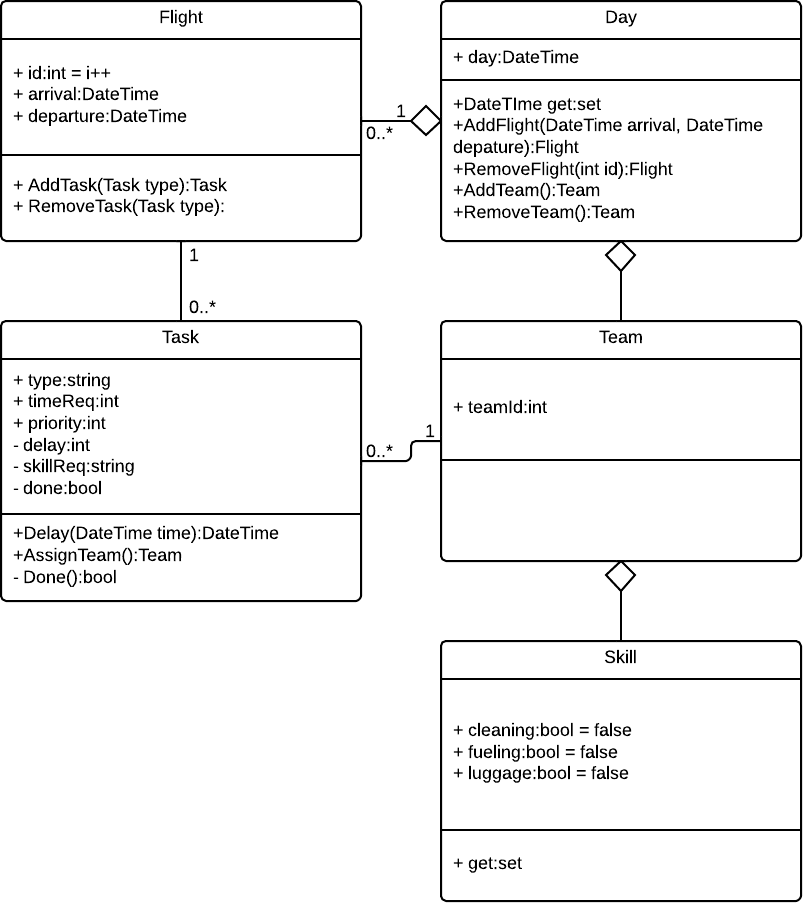 Flight
+ id:int = i++
+ arrival:DateTime
+ departure:DateTime
+ AddTask(Task type):Task
+ RemoveTask(Task type):
1
0..*
Day
+ day:DateTime
+DateTIme get:set
+AddFlight(DateTime arrival, DateTime
depature):Flight
+RemoveFlight(int id):Flight
+AddTeam():Team
+RemoveTeam():Team
1
0..*
Task
+ type:string
+ timeReq:int
+ priority:int
- delay:int
- skillReq:string
- done:bool
+Delay(DateTime time):DateTime
+AssignTeam():Team
- Done():bool
1
0..*
Team
+ teamId:int
Skill
+ cleaning:bool = false
+ fueling:bool = false
+ luggage:bool = false
+ get:set